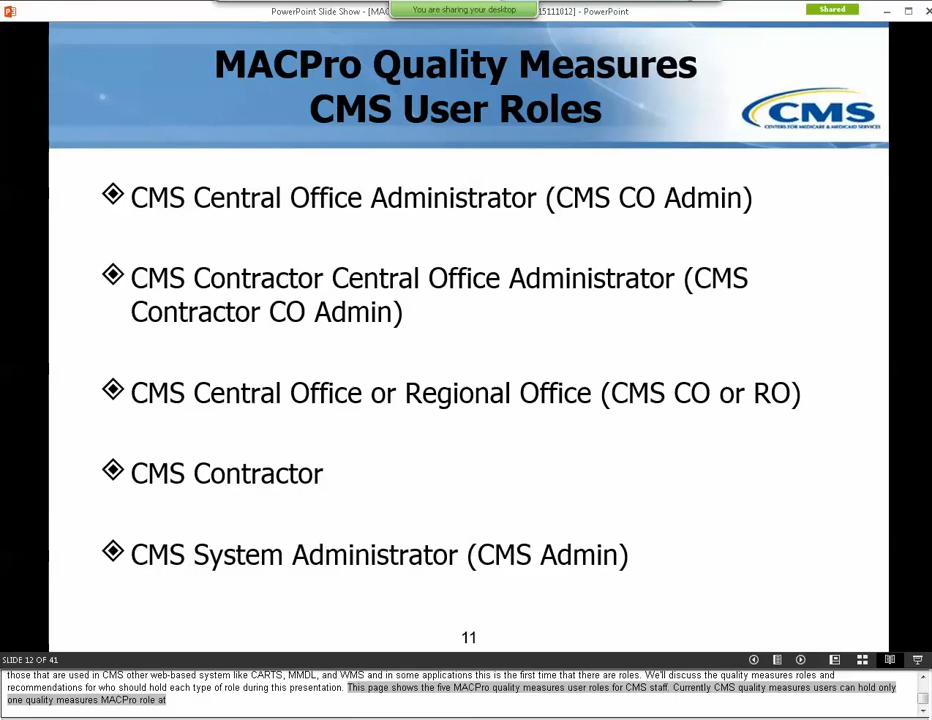 PowerPoint Slide Show - [MAC
You are sharing your desktop
15111012] - PowerPoint
Shared
MACPro Quality Measures
CMS User Roles
CMS
CENTERS FOR MEDICARE & MEDICAID SERVICES
CMS Central Office Administrator (CMS CO Admin)
CMS Contractor Central Office Administrator (CMS
Contractor CO Admin)
CMS Central Office or Regional Office (CMS CO or RO)
CMS Contractor
CMS System Administrator (CMS Admin)
11
SLIDE 12 OF 41
those that are used in CMS other web-based system like CARTS, MMDL, and WMS and in some applications this is the first time that there are roles. We'll discuss the quality measures roles and
recommendations for who should hold each type of role during this presentation. This page shows the five MACPro quality measures user roles for CMS staff. Currently CMS quality measures users can hold only
one quality measures MACPro role at